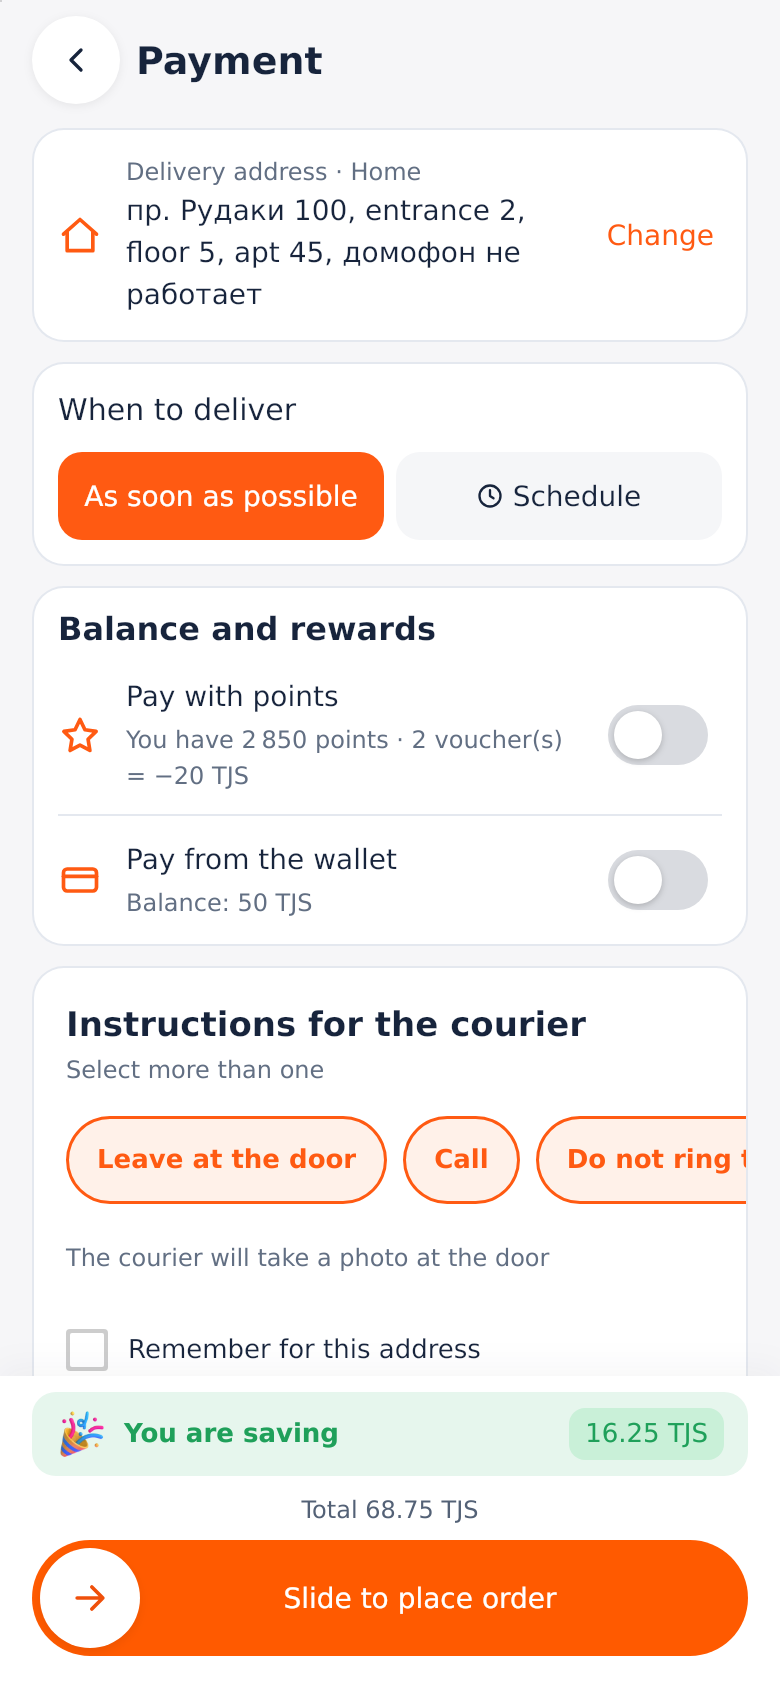 Payment
Delivery address · Home
пр. Рудаки 100, entrance 2,
floor 5, apt 45, домофон не
работает
Change
When to deliver
As soon as possible
Schedule
Balance and rewards
Pay with points
You have 2 850 points · 2 voucher(s)
= −20 TJS
Pay from the wallet
Balance: 50 TJS
Instructions for the courier
Select more than one
Leave at the door
Call
Do not ring
The courier will take a photo at the door
Remember for this address
You are saving
16.25 TJS
Total 68.75 TJS
Slide to place order